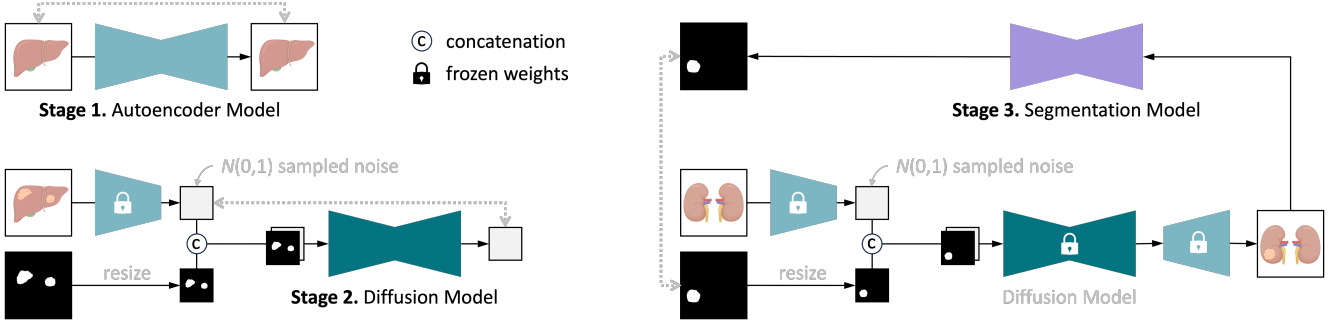 C concatenation
frozen weights
Stage 1. Autoencoder Model
Stage 3. Segmentation Model
N(0,1) sampled noise
C
resize
Stage 2. Diffusion Model
N(0,1) sampled noise
C
resize
Diffusion Model